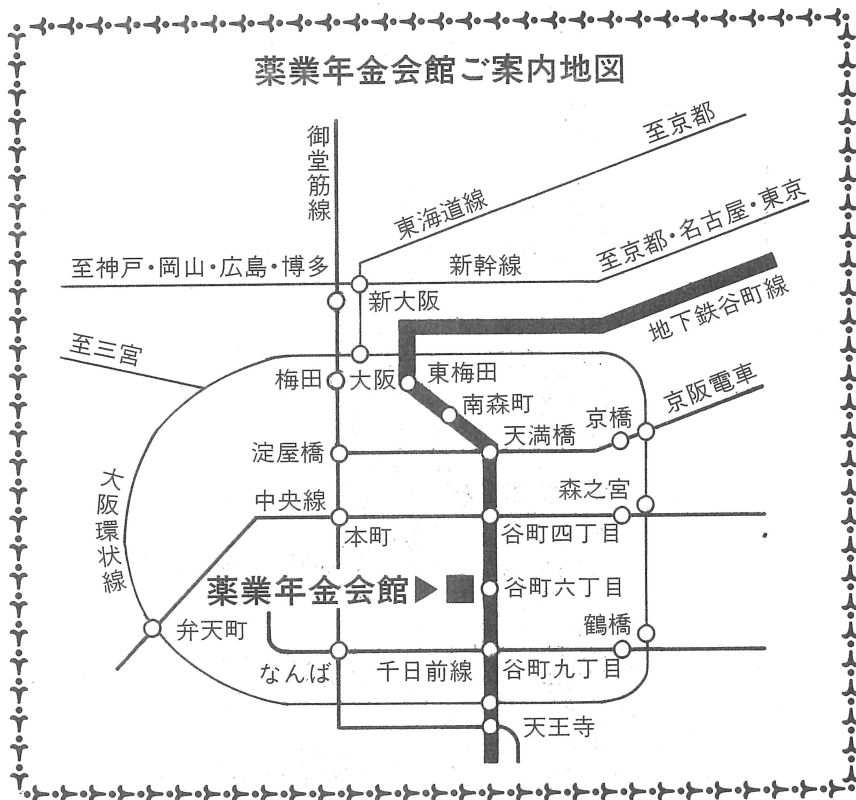 薬業年金会館ご案内地図
御堂筋線
至京都
東海道線
至神戸・岡山・広島・博多
新幹線
至京都・名古屋・東京
新大阪
地下鉄谷町線
至三宮
梅田
大阪
東梅田
南森町
京阪電車
京橋
天満橋
淀屋橋
大阪環状線
中央線
森之宮
本町
谷町四丁目
薬業年金会館▶■
谷町六丁目
弁天町
鶴橋
なんば
千日前線
谷町九丁目
天王寺